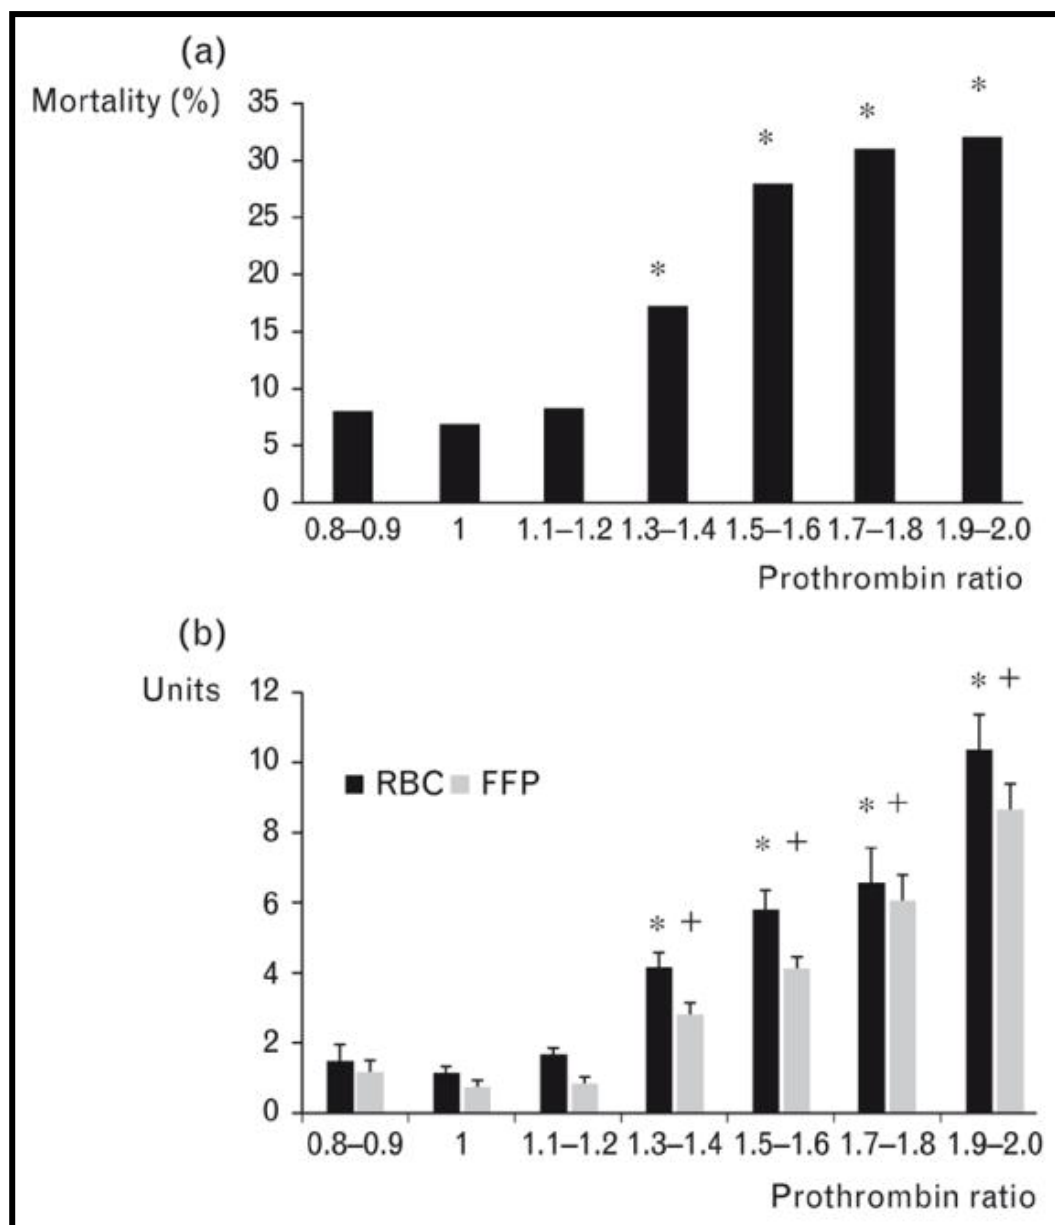 (a)
Mortality (%)
35
30
25
20
15
10
5
0
* * * *
0.8–0.9 1 1.1–1.2 1.3–1.4 1.5–1.6 1.7–1.8 1.9–2.0
Prothrombin ratio
(b)
Units
12
10
8
6
4
2
0
RBC FFP
* + * + * + * +
0.8–0.9 1 1.1–1.2 1.3–1.4 1.5–1.6 1.7–1.8 1.9–2.0
Prothrombin ratio